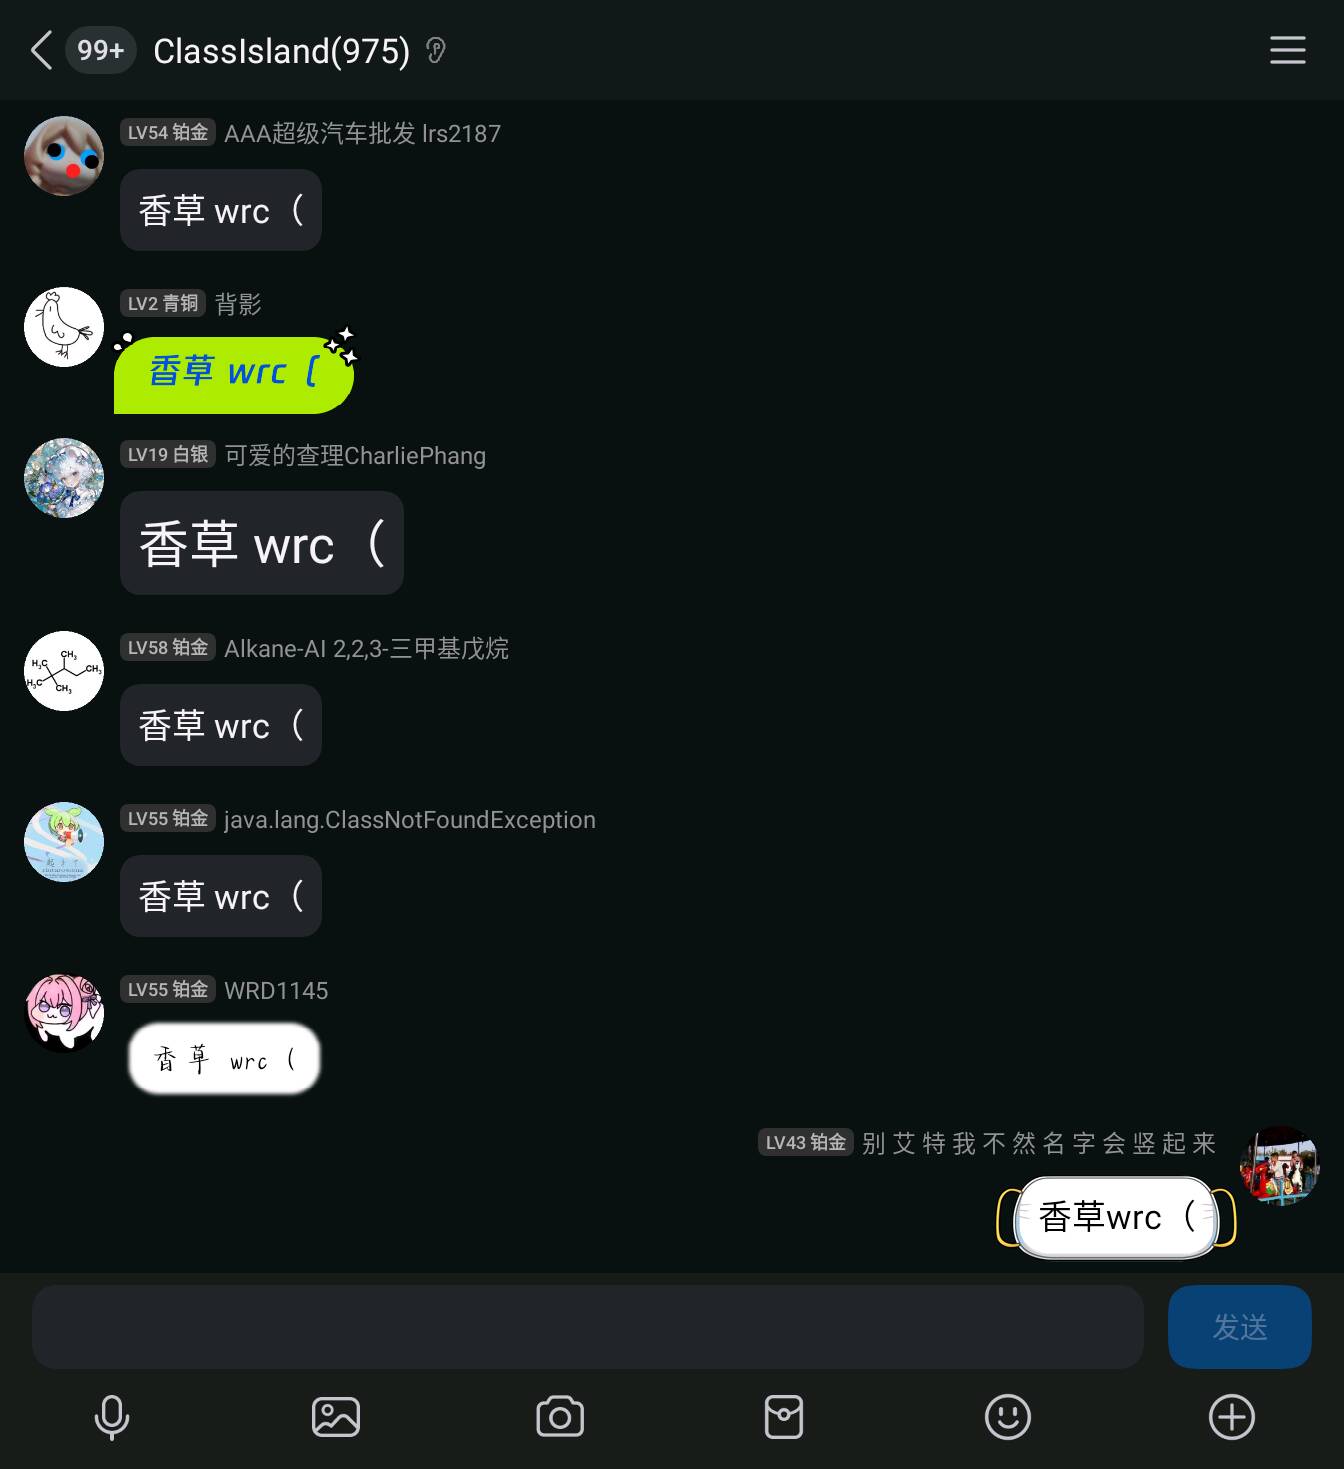 99+ ClassIsland(975)
LV54 铂金 AAA超级汽车批发 lrs2187
香草 wrc（
LV2 青铜 背影
香草 wrc（
LV19 白银 可爱的查理CharliePhang
香草 wrc（
LV58 铂金 Alkane-AI 2,2,3-三甲基戊烷
CH₃
H₃C
CH₃
H₃C
CH₃
香草 wrc（
LV55 铂金 java.lang.ClassNotFoundException
香草 wrc（
LV55 铂金 WRD1145
香草 wrc（
LV43 铂金 别艾特我不然名字会竖起来
香草wrc（
发送